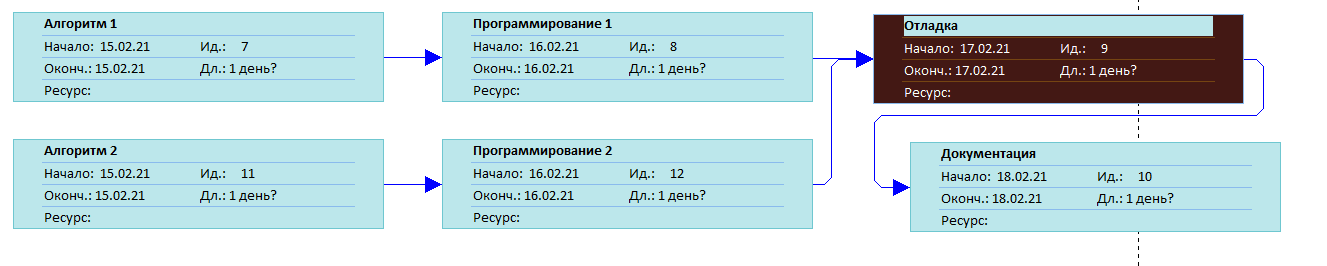 Алгоритм 1
Начало: 15.02.21 Ид.: 7
Оконч.: 15.02.21 Дл.: 1 день?
Ресурс:
Программирование 1
Начало: 16.02.21 Ид.: 8
Оконч.: 16.02.21 Дл.: 1 день?
Ресурс:
Отладка
Начало: 17.02.21 Ид.: 9
Оконч.: 17.02.21 Дл.: 1 день?
Ресурс:
Алгоритм 2
Начало: 15.02.21 Ид.: 11
Оконч.: 15.02.21 Дл.: 1 день?
Ресурс:
Программирование 2
Начало: 16.02.21 Ид.: 12
Оконч.: 16.02.21 Дл.: 1 день?
Ресурс:
Документация
Начало: 18.02.21 Ид.: 10
Оконч.: 18.02.21 Дл.: 1 день?
Ресурс: